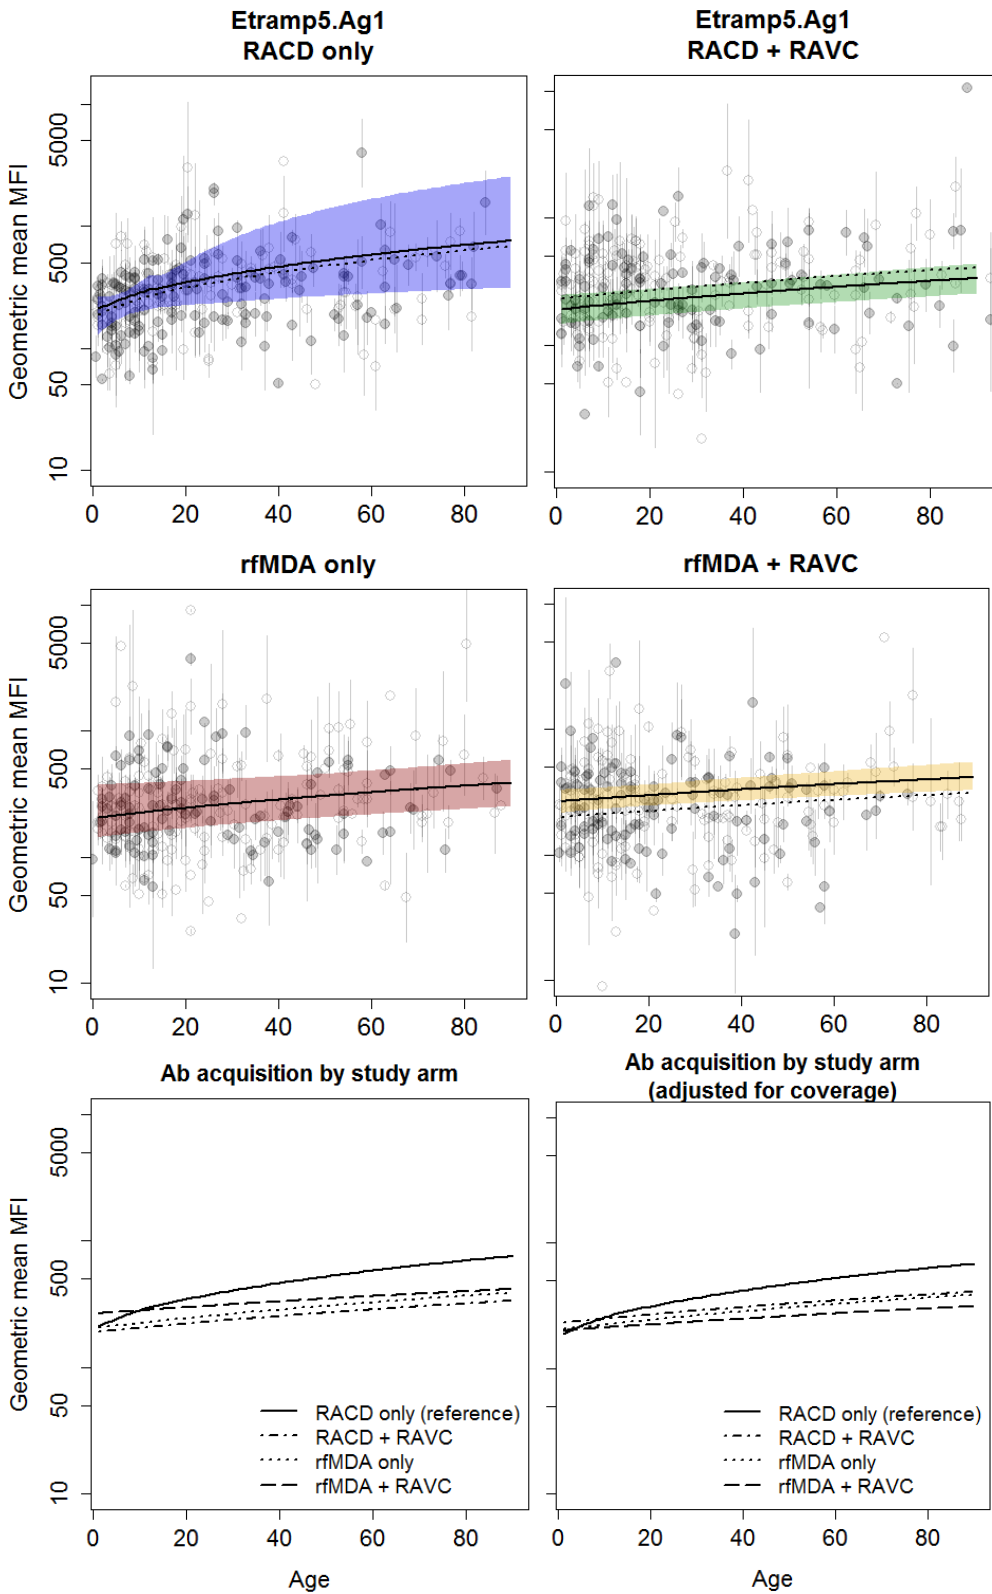 Etramp5.Ag1
RACD only
Etramp5.Ag1
RACD + RAVC
Geometric mean MFI
5000
500
50
10
0 20 40 60 80
0 20 40 60 80
rfMDA only
rfMDA + RAVC
Geometric mean MFI
5000
500
50
10
0 20 40 60 80
0 20 40 60 80
Ab acquisition by study arm
Ab acquisition by study arm
(adjusted for coverage)
Geometric mean MFI
5000
500
50
10
RACD only (reference)
RACD + RAVC
rfMDA only
rfMDA + RAVC
RACD only (reference)
RACD + RAVC
rfMDA only
rfMDA + RAVC
0 20 40 60 80
0 20 40 60 80
Age
Age